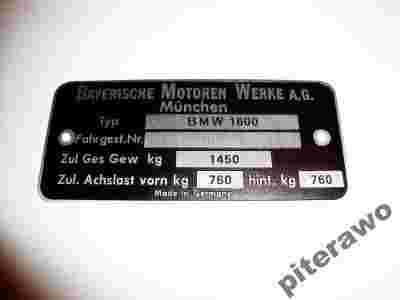 BAYERISCHE MOTOREN WERKE A.G.
München
Typ BMW 1600
Fahrgest.Nr.
Zul Ges Gew kg 1450
Zul. Achslast vorn kg 760 hint. kg 760
Made in Germany
piterawo